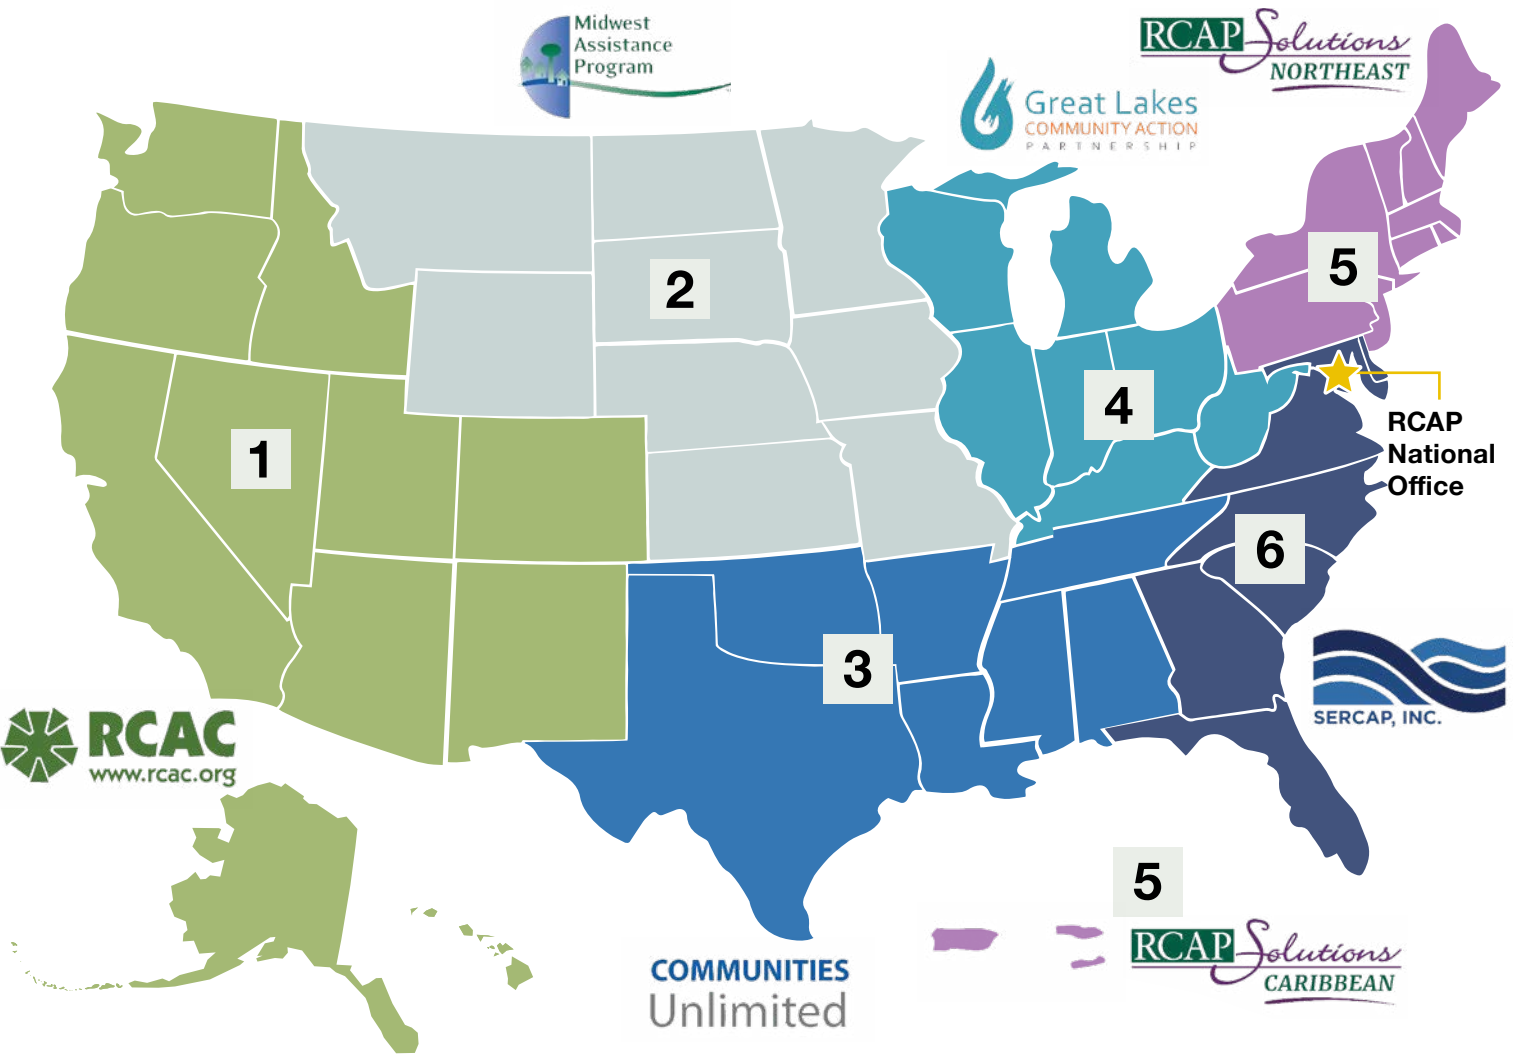 Midwest
Assistance
Program
RCAP Solutions
NORTHEAST
Great Lakes
COMMUNITY ACTION
PARTNERSHIP
5
2
4
RCAP
National
Office
1
6
3
SERCAP, INC.
RCAC
www.rcac.org
5
RCAP Solutions
CARIBBEAN
COMMUNITIES
Unlimited